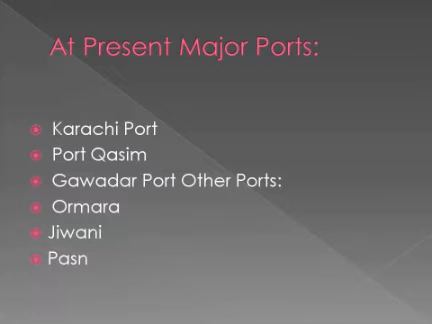 At Present Major Ports:
Karachi Port
Port Qasim
Gawadar Port Other Ports:
Ormara
Jiwani
Pasn